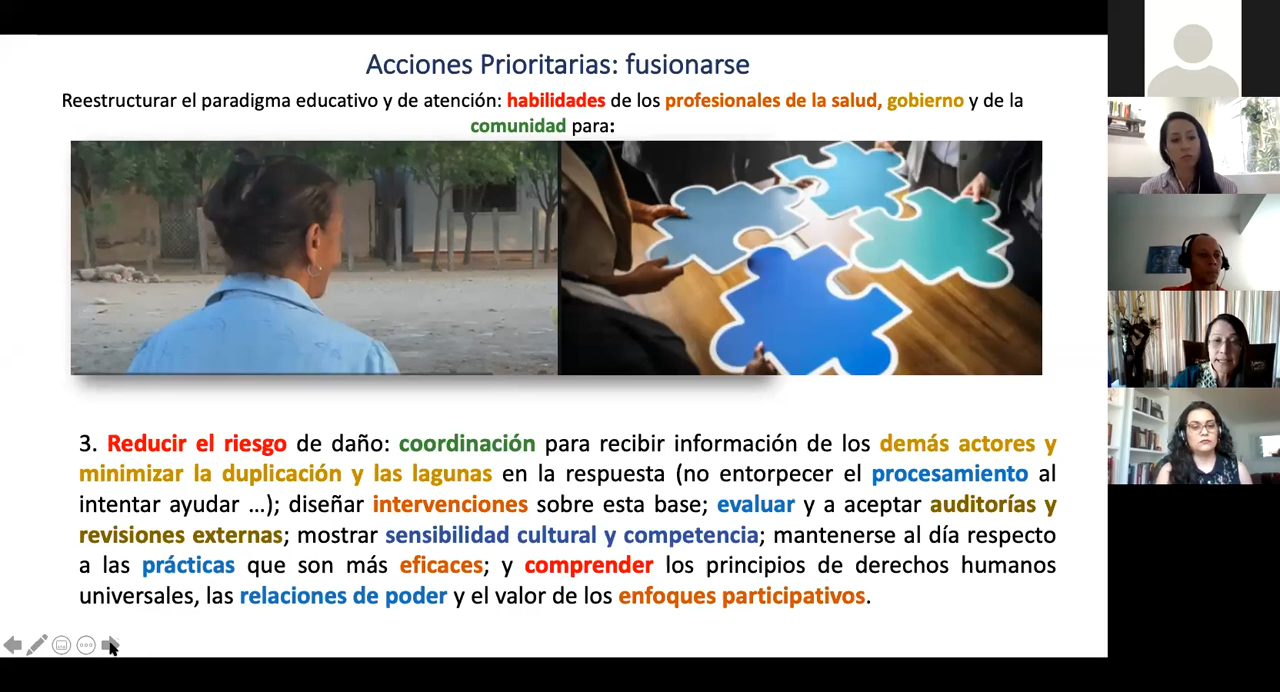 Acciones Prioritarias: fusionarse
Reestructurar el paradigma educativo y de atención: habilidades de los profesionales de la salud, gobierno y de la
comunidad para:
3. Reducir el riesgo de daño: coordinación para recibir información de los demás actores y
minimizar la duplicación y las lagunas en la respuesta (no entorpecer el procesamiento al
intentar ayudar ...); diseñar intervenciones sobre esta base; evaluar y a aceptar auditorías y
revisiones externas; mostrar sensibilidad cultural y competencia; mantenerse al día respecto
a las prácticas que son más eficaces; y comprender los principios de derechos humanos
universales, las relaciones de poder y el valor de los enfoques participativos.